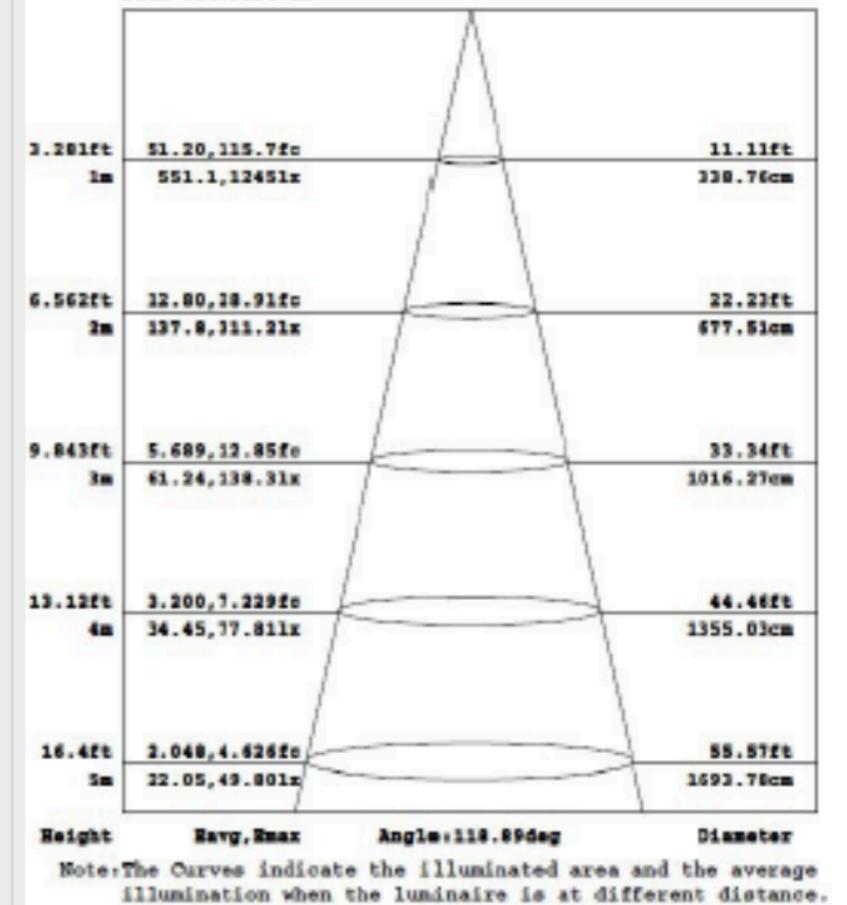 3.281ft 51.20,115.7fc 11.11ft
1m 551.1,1245lx 338.76cm
6.562ft 12.80,28.91fc 22.23ft
2m 137.8,311.2lx 677.51cm
9.843ft 5.689,12.85fc 33.34ft
3m 61.24,138.3lx 1016.27cm
13.12ft 3.200,7.229fc 44.46ft
4m 34.45,77.81lx 1355.03cm
16.4ft 2.048,4.626fc 55.57ft
5m 22.05,49.80lx 1693.78cm
Height Eavg,Emax Angle:118.89deg Diameter
Note:The Curves indicate the illuminated area and the average
illumination when the luminaire is at different distance.